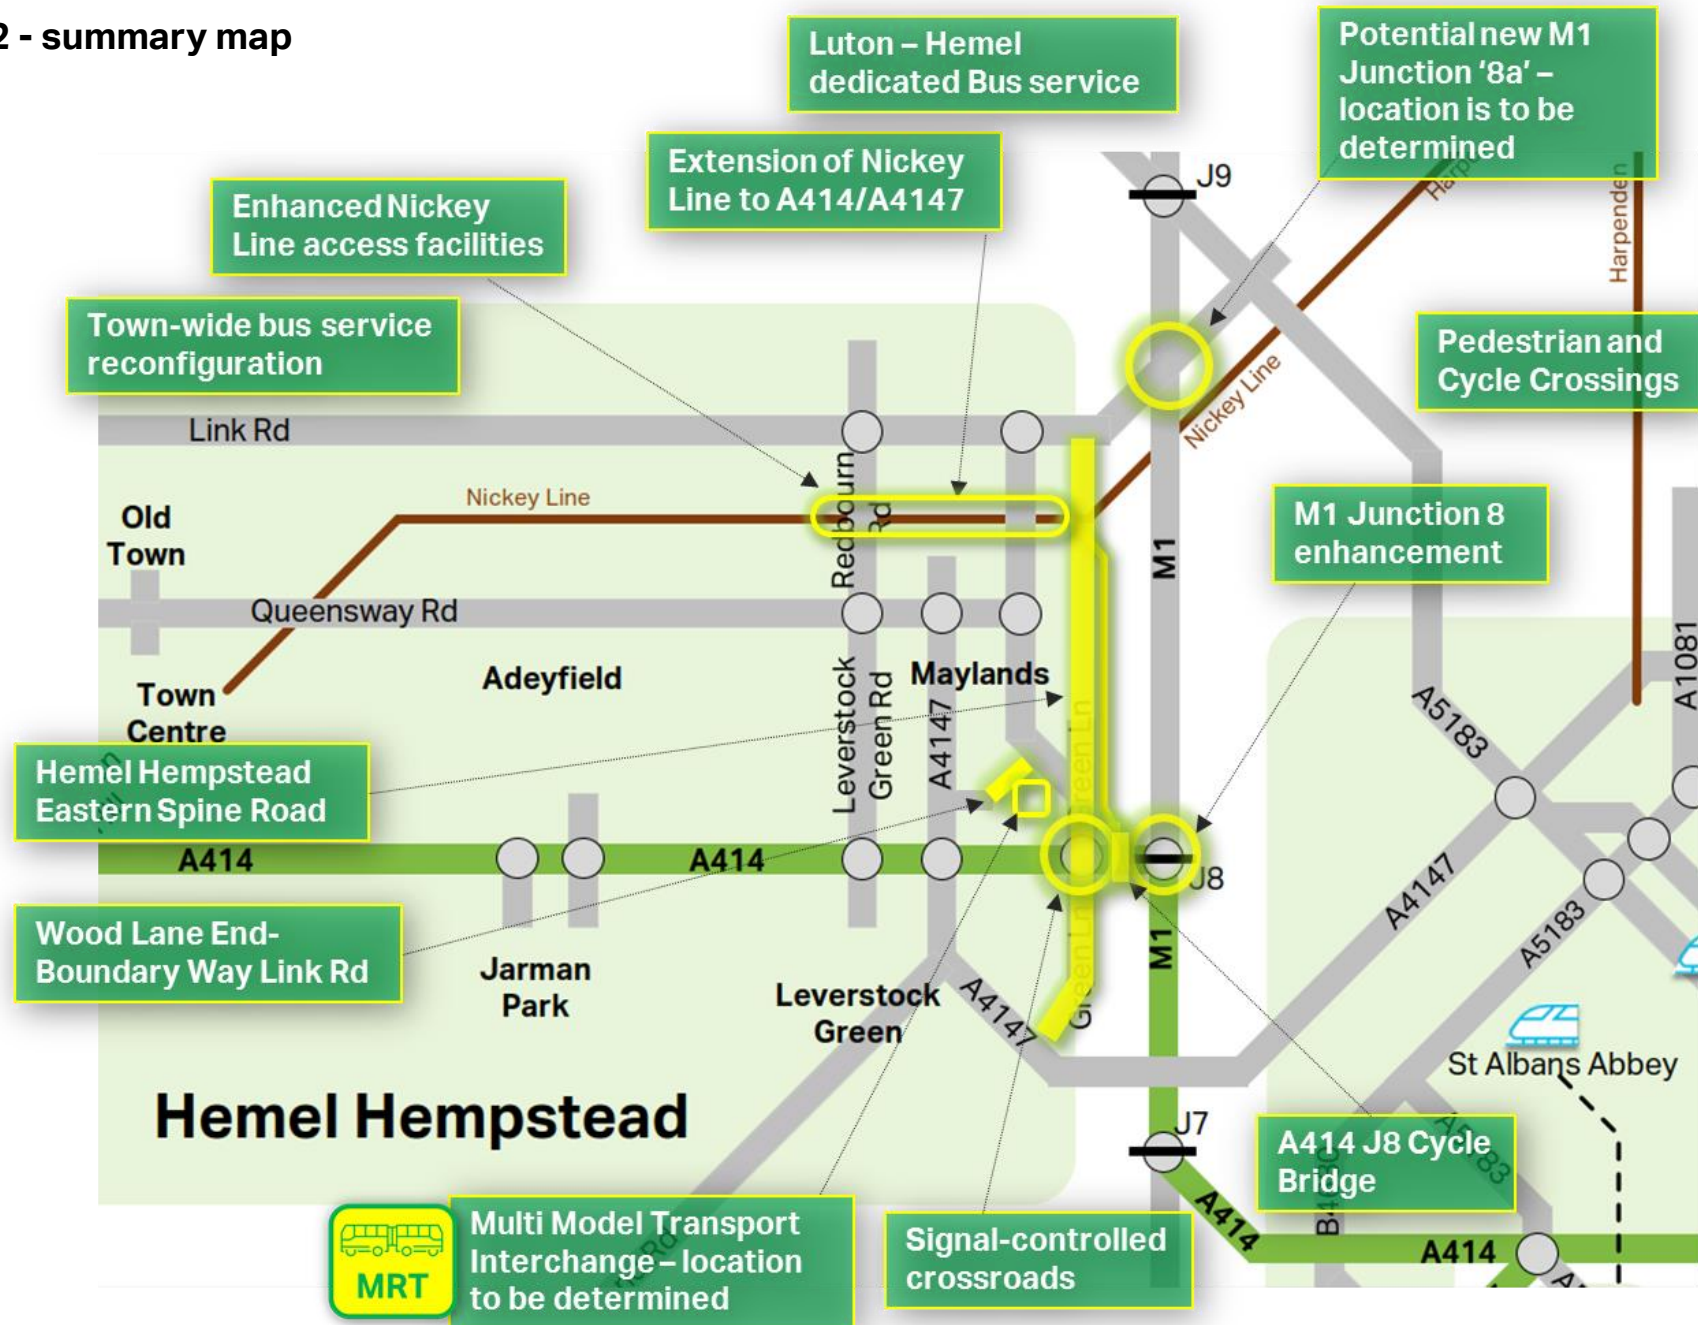 2 - summary map
Luton – Hemel
dedicated Bus service
Potential new M1
Junction ‘8a’ –
location is to be
determined
Extension of Nickey
Line to A414/A4147
J9
Enhanced Nickey
Line access facilities
Harpenden
Town-wide bus service
reconfiguration
Pedestrian and
Cycle Crossings
Nickey Line
Link Rd
Redbourn
Rd
Nickey Line
Old
Town
M1 Junction 8
enhancement
M1
Queensway Rd
Adeyfield
Maylands
Leverstock
Green Rd
A4147
A1081
A5183
Town
Centre
Hemel Hempstead
Eastern Spine Road
A414
A414
J8
A4147
A5183
Wood Lane End-
Boundary Way Link Rd
M1
Jarman
Park
Leverstock
Green
A4147
St Albans Abbey
Hemel Hempstead
J7
A414 J8 Cycle
Bridge
A5183
A414
A414
MRT
Multi Model Transport
Interchange – location
to be determined
Signal-controlled
crossroads